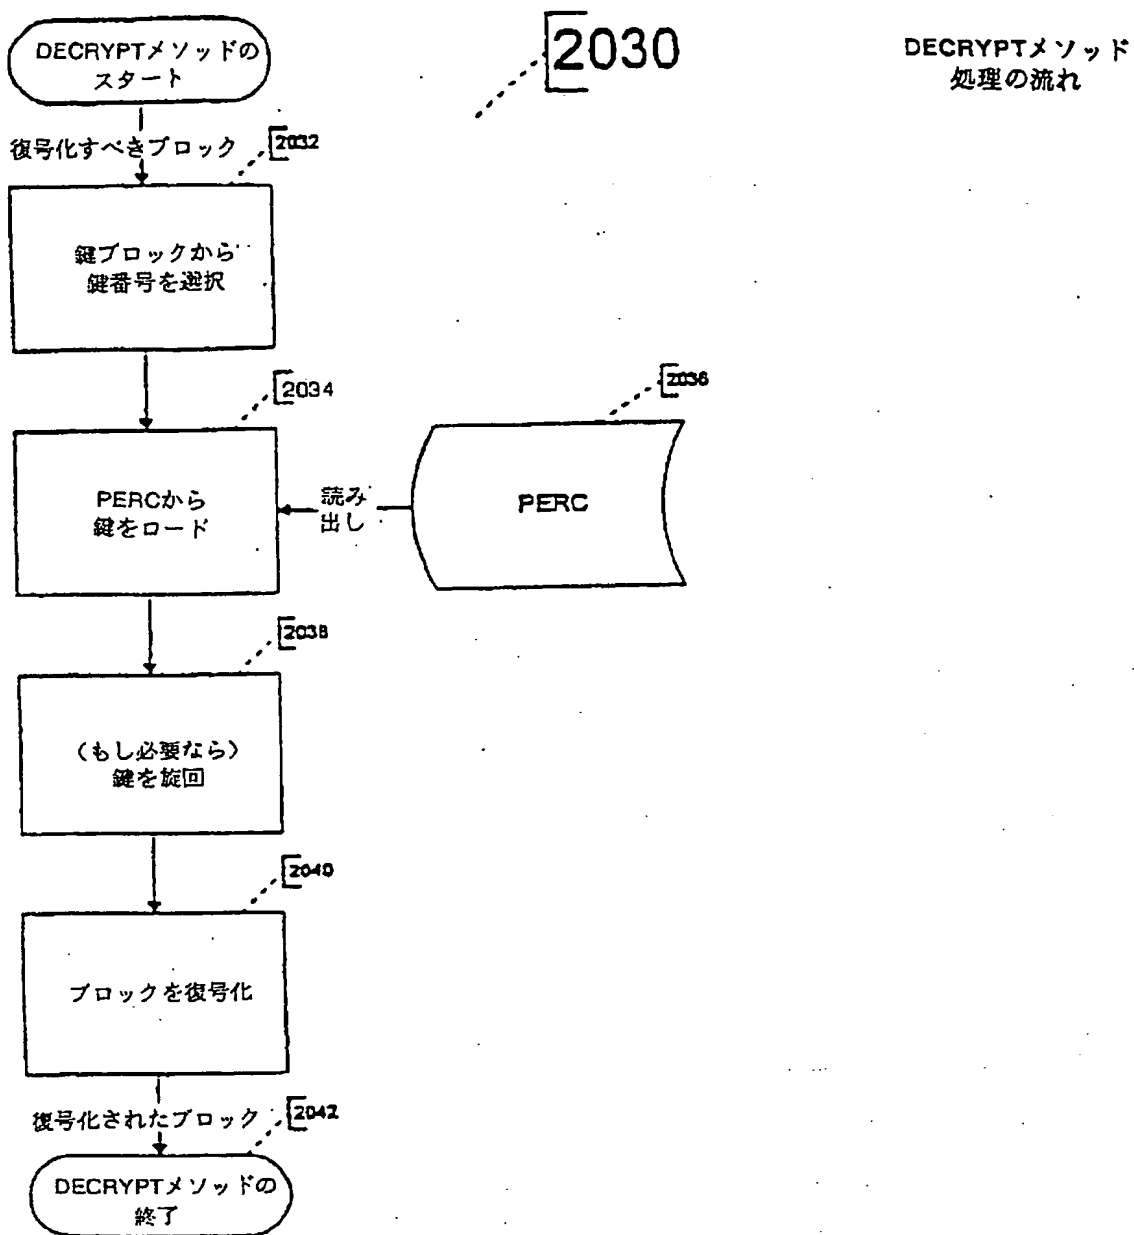 DECRYPTメソッドの
スタート
2030
DECRYPTメソッド
処理の流れ
復号化すべきブロック
2032
鍵ブロックから
鍵番号を選択
2034
2036
PERCから
鍵をロード
読み
出し
PERC
2038
(もし必要なら)
鍵を旋回
2040
ブロックを復号化
復号化されたブロック
2042
DECRYPTメソッドの
終了